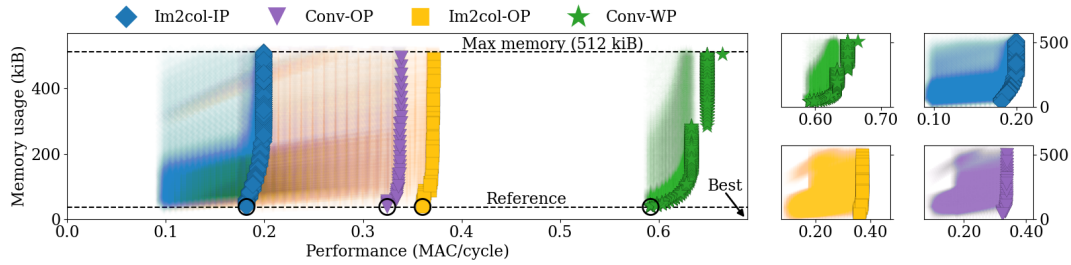 Im2col-IP Conv-OP Im2col-OP Conv-WP
Max memory (512 kiB)
Reference
Best
Memory usage (kiB)
400
200
0
0.0 0.1 0.2 0.3 0.4 0.5 0.6
Performance (MAC/cycle)
0.60 0.70
500
0
0.10 0.20
0.20 0.40
500
0
0.20 0.40